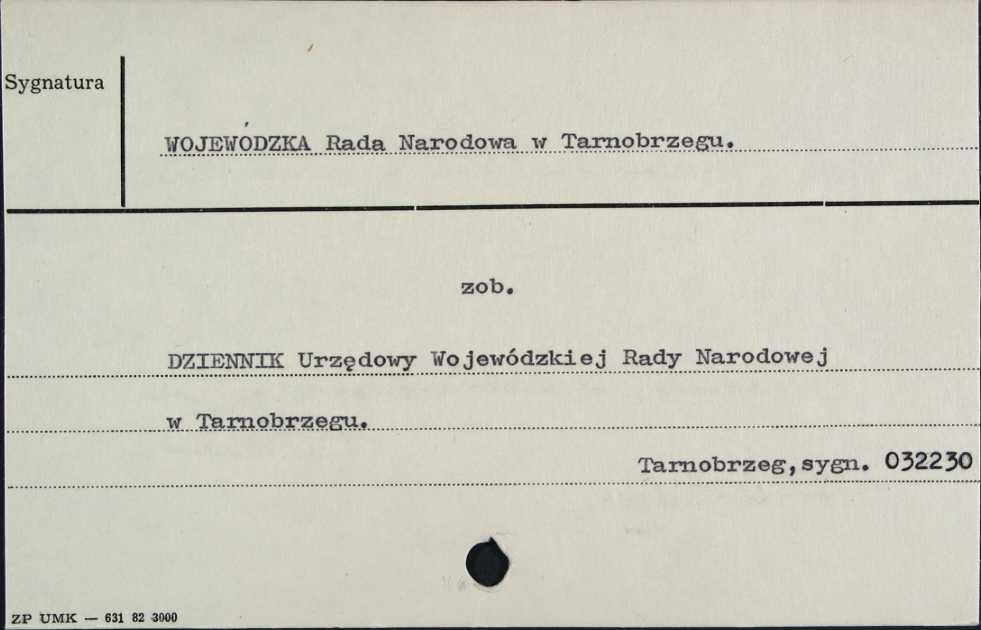 Sygnatura
WOJEWÓDZKA Rada Narodowa w Tarnobrzegu.
zob.
DZIENNIK Urzędowy Wojewódzkiej Rady Narodowej
w Tarnobrzegu.
Tarnobrzeg,sygn. 032230
ZP UMK — 631 82 3000